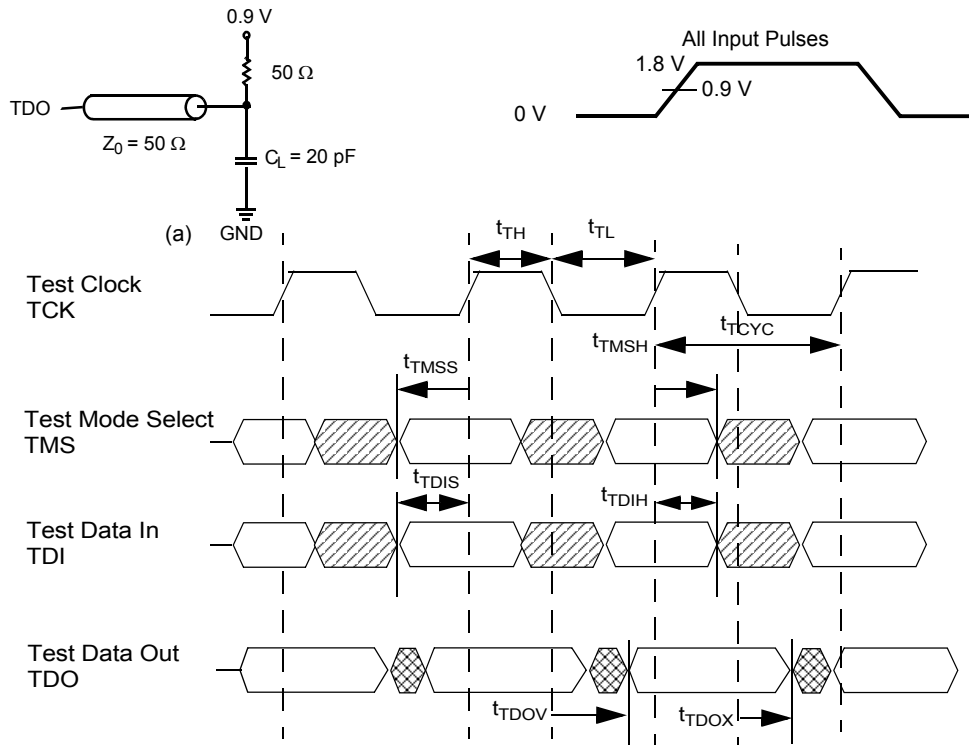 0.9 V
50 Ω
TDO
Z0 = 50 Ω
CL = 20 pF
(a) GND
All Input Pulses
1.8 V
0.9 V
0 V
tTH
tTL
Test Clock
TCK
tTCYC
tTMSH
tTMSS
Test Mode Select
TMS
tTDIS
tTDIH
Test Data In
TDI
Test Data Out
TDO
tTDOV
tTDOX